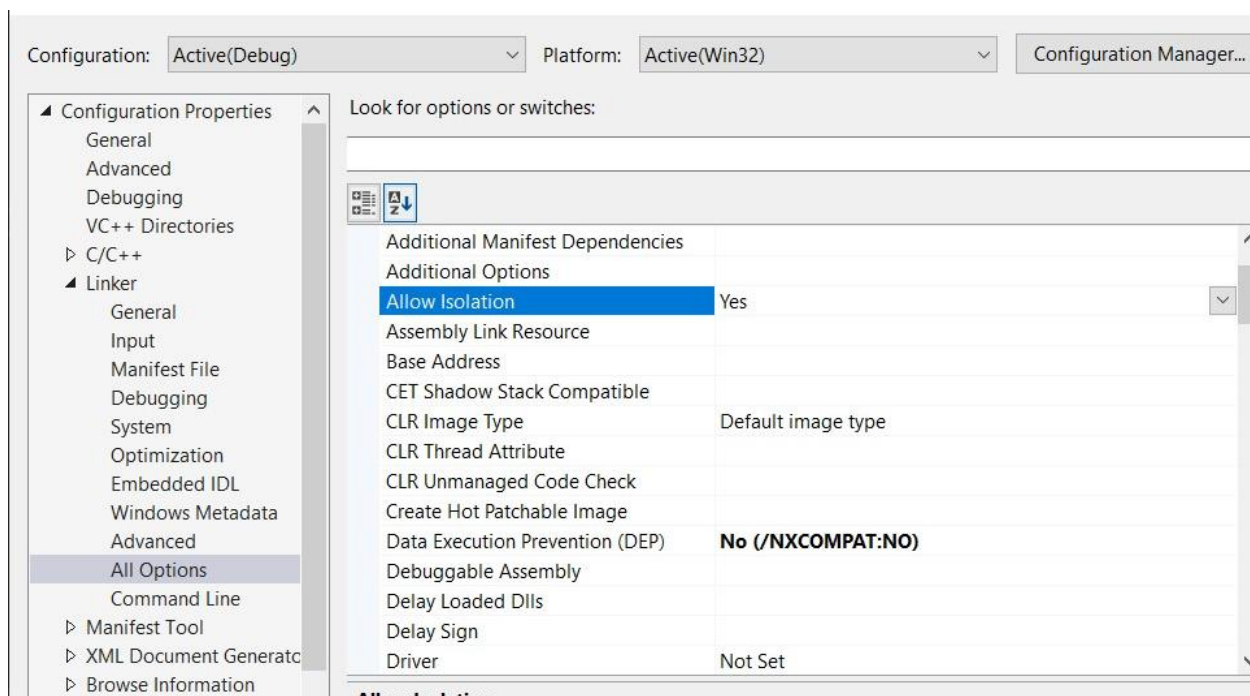 Configuration: Active(Debug) Platform: Active(Win32) Configuration Manager...
Configuration Properties
General
Advanced
Debugging
VC++ Directories
C/C++
Linker
General
Input
Manifest File
Debugging
System
Optimization
Embedded IDL
Windows Metadata
Advanced
All Options
Command Line
Manifest Tool
XML Document Generato
Browse Information
Look for options or switches:
Additional Manifest Dependencies
Additional Options
Allow Isolation Yes
Assembly Link Resource
Base Address
CET Shadow Stack Compatible
CLR Image Type Default image type
CLR Thread Attribute
CLR Unmanaged Code Check
Create Hot Patchable Image
Data Execution Prevention (DEP) No (/NXCOMPAT:NO)
Debuggable Assembly
Delay Loaded Dlls
Delay Sign
Driver Not Set